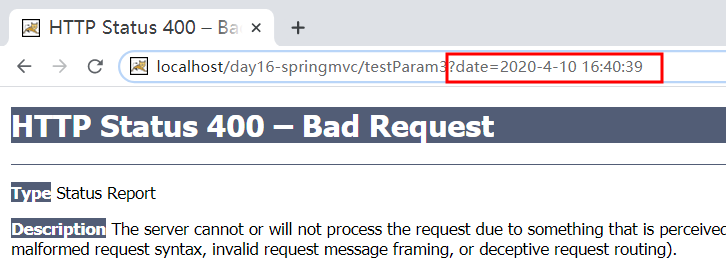 HTTP Status 400 – Ba
localhost/day16-springmvc/testParam3?date=2020-4-10 16:40:39
HTTP Status 400 – Bad Request
Type Status Report
Description The server cannot or will not process the request due to something that is perceived
malformed request syntax, invalid request message framing, or deceptive request routing).